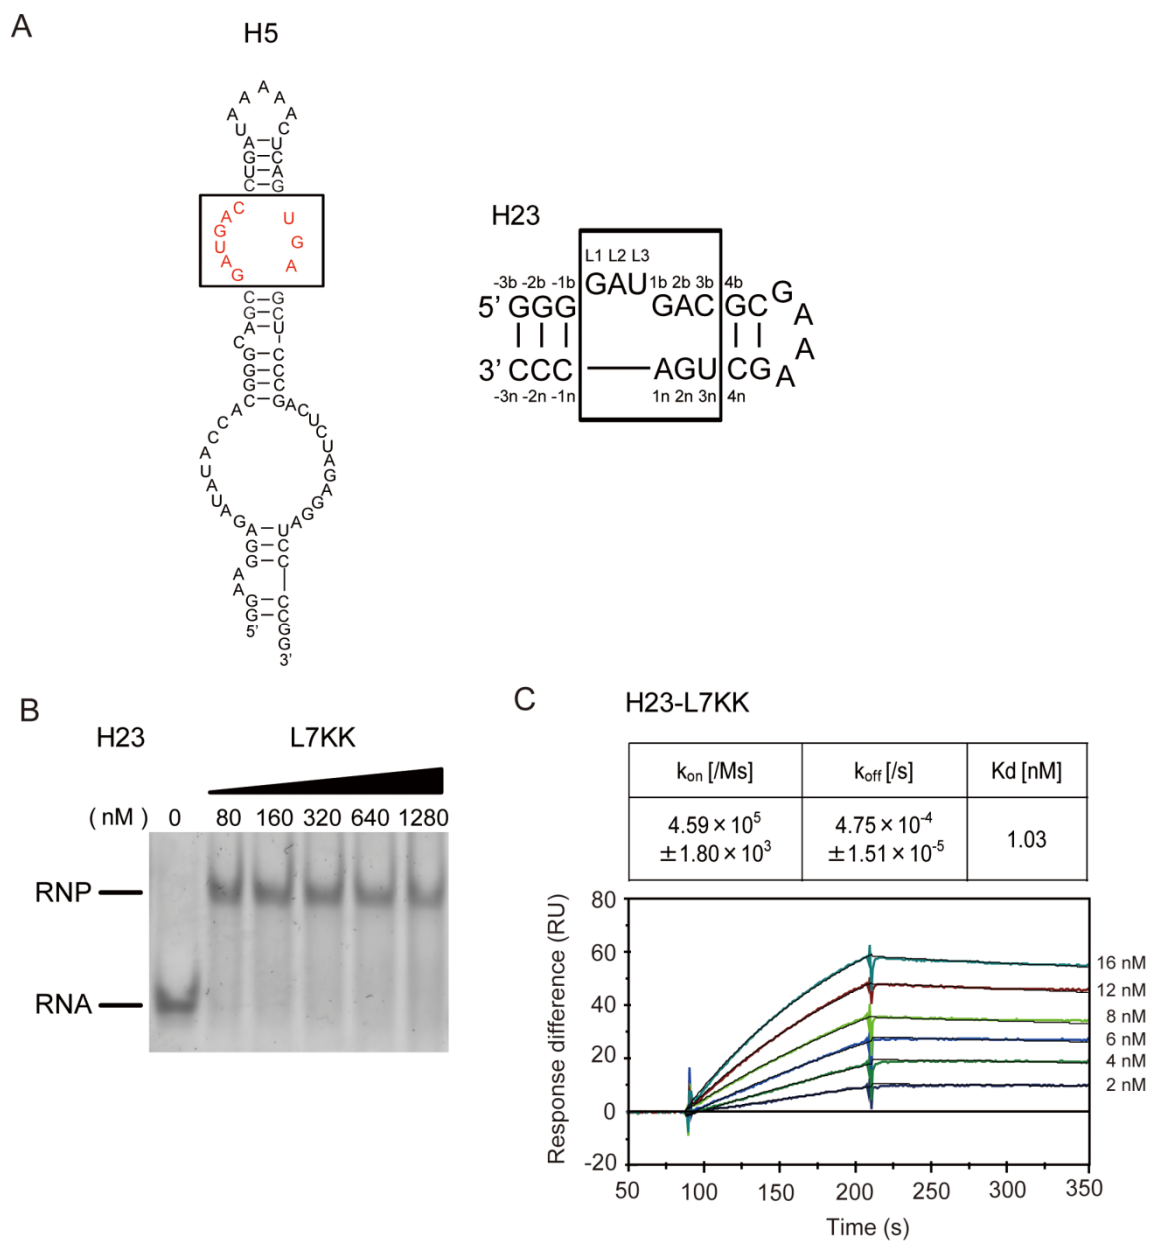 A
H5
A
A A
A A
A C
U U
A – C
G – U
U – A
C – G
C
A
G
U
A
G
U
G
A
C – G
G – C
A – U
C
G – C
G – C
G – C
C – G
A
C
C
A
U
A
U
A
G
A
C
U
C
U
A
G
A
G
G
A
A – U
G – C
G – C
A
A
G – C
G – C
G
G
5’
3’
H23
L1 L2 L3
-3b -2b -1b
GAU
1b 2b 3b 4b
5’ GGG
GAC GC
G
A
A
A
3’ CCC
AGU CG
-3n -2n -1n
1n 2n 3n 4n
B
H23 L7KK
( nM ) 0 80 160 320 640 1280
RNP
RNA
C
H23-L7KK
kon [/Ms] koff [/s] Kd [nM]
4.59 × 10⁵ 4.75 × 10⁻⁴ 1.03
± 1.80 × 10³ ± 1.51 × 10⁻⁵
Response difference (RU)
80
60
40
20
0
-20
16 nM
12 nM
8 nM
6 nM
4 nM
2 nM
50 100 150 200 250 300 350
Time (s)